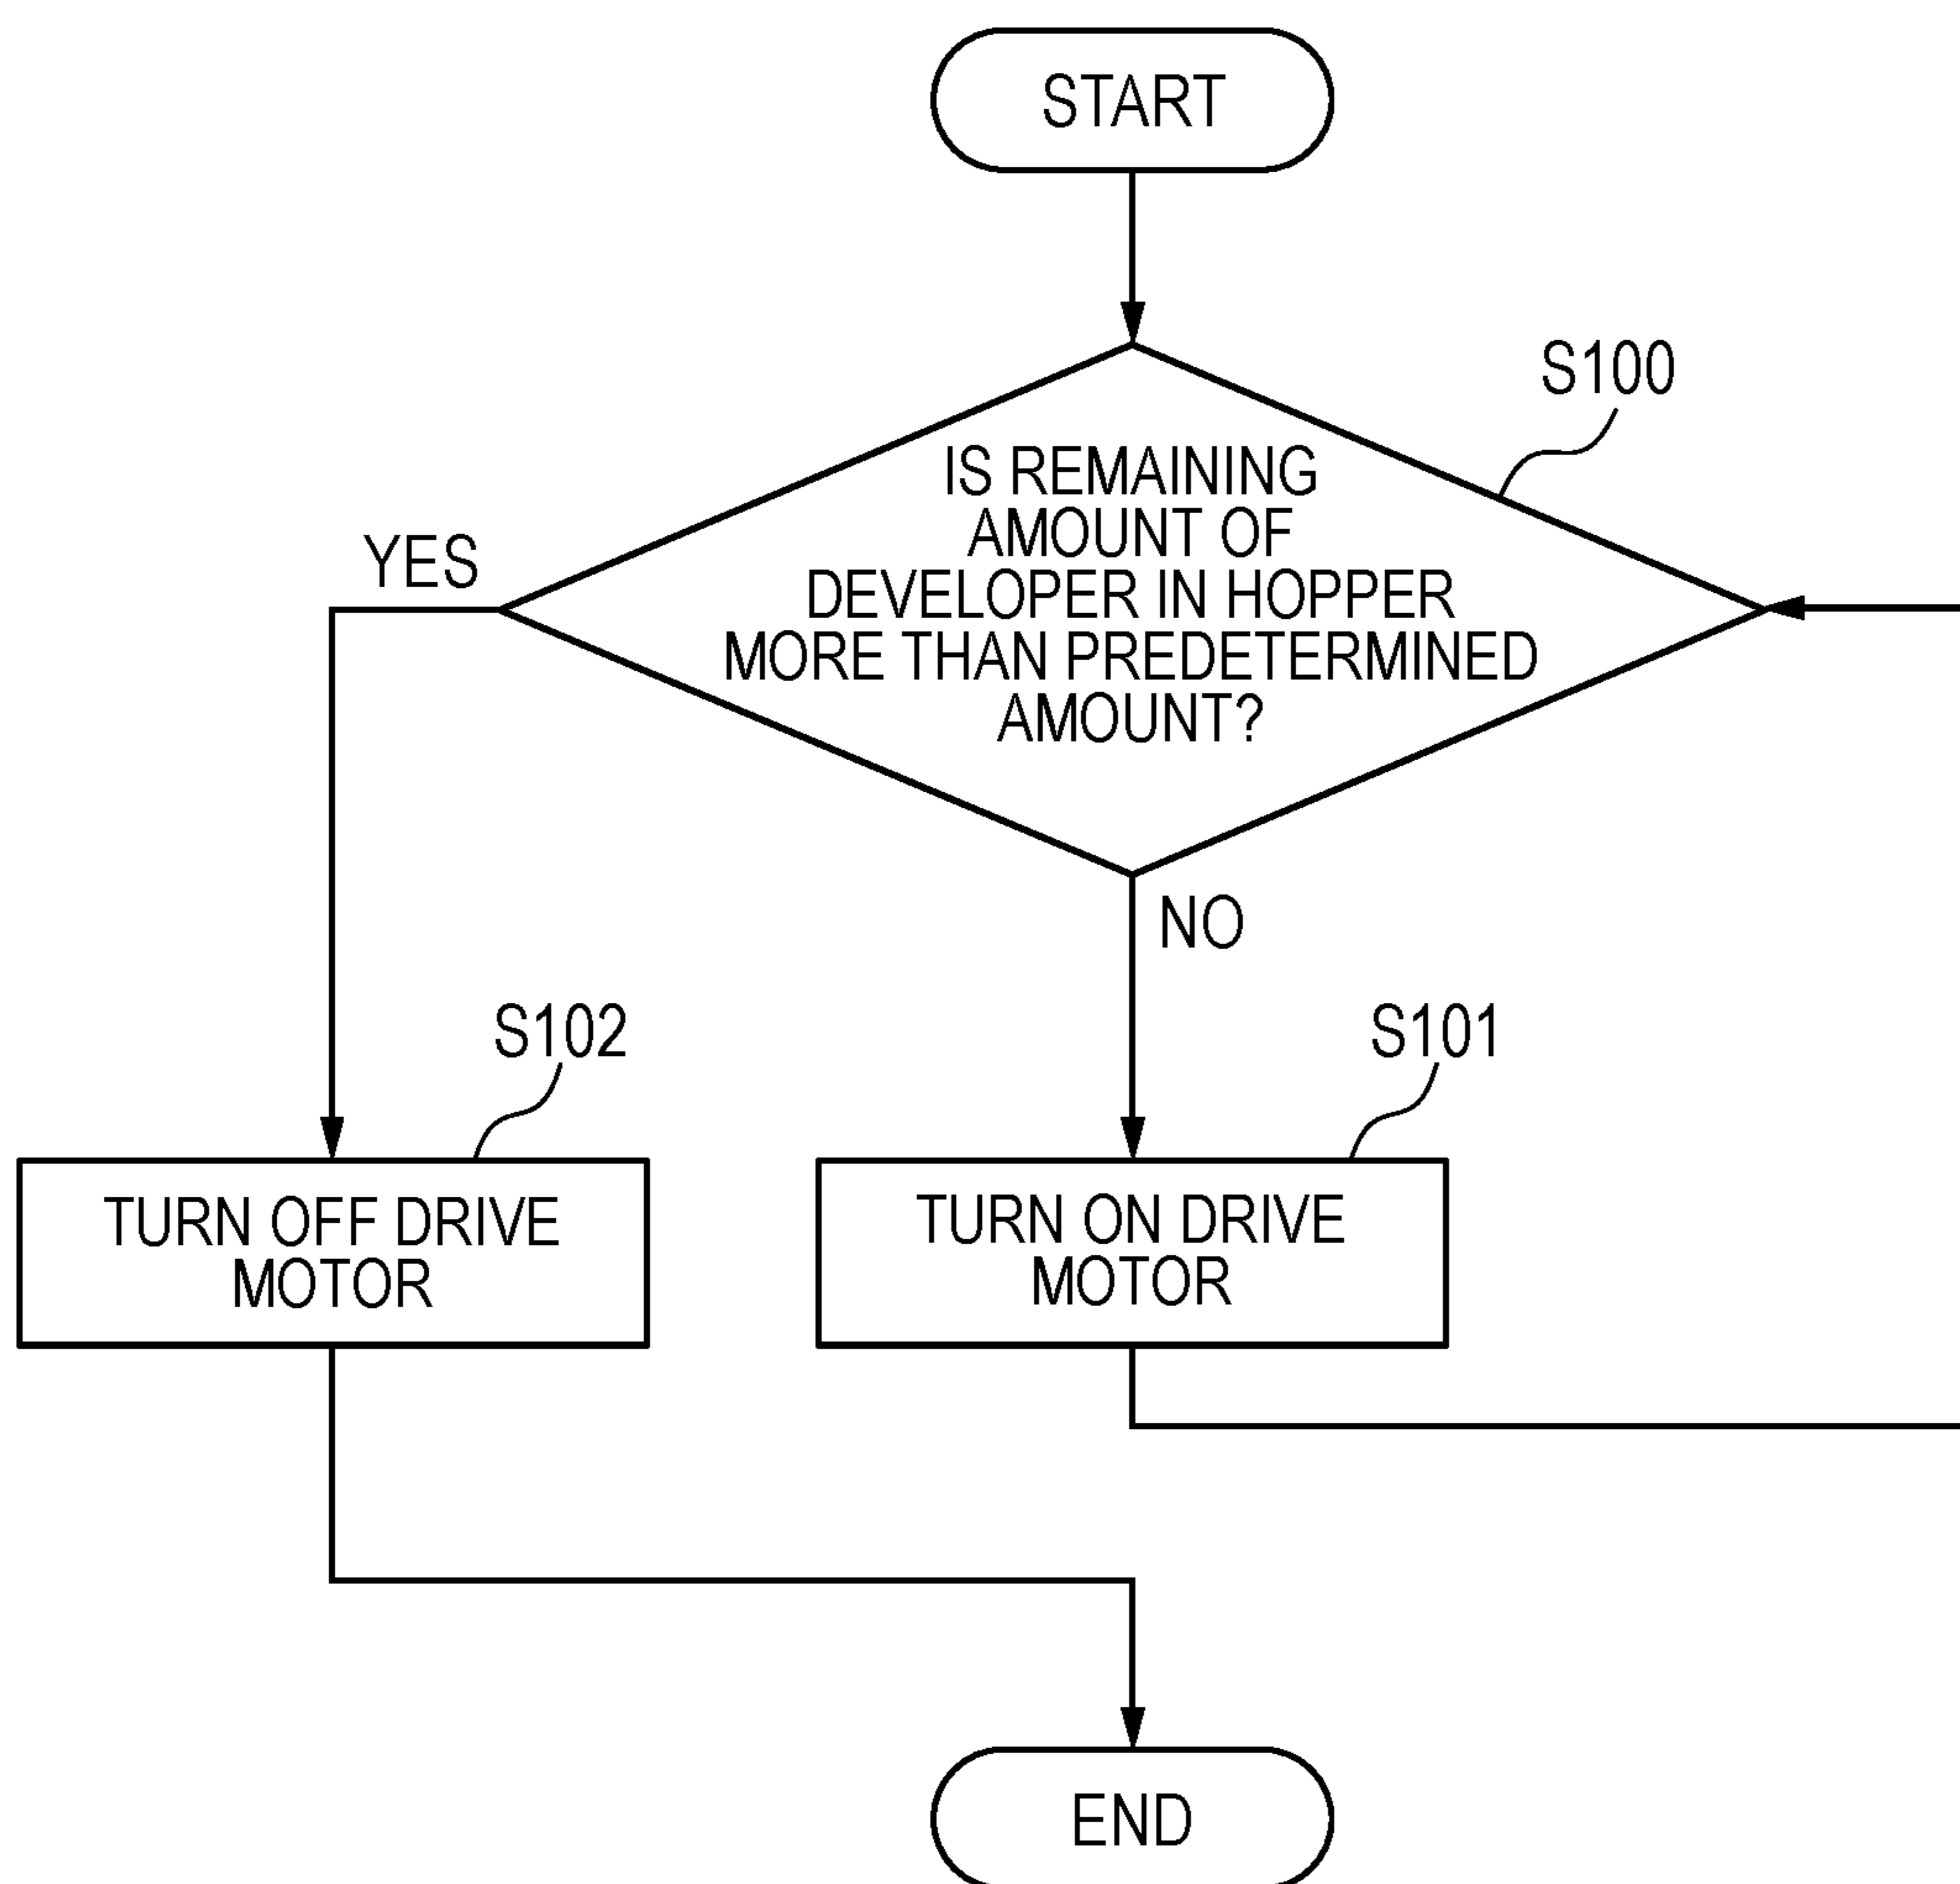 START
S100
IS REMAINING
AMOUNT OF
DEVELOPER IN HOPPER
MORE THAN PREDETERMINED
AMOUNT?
YES
NO
S102
S101
TURN OFF DRIVE
MOTOR
TURN ON DRIVE
MOTOR
END